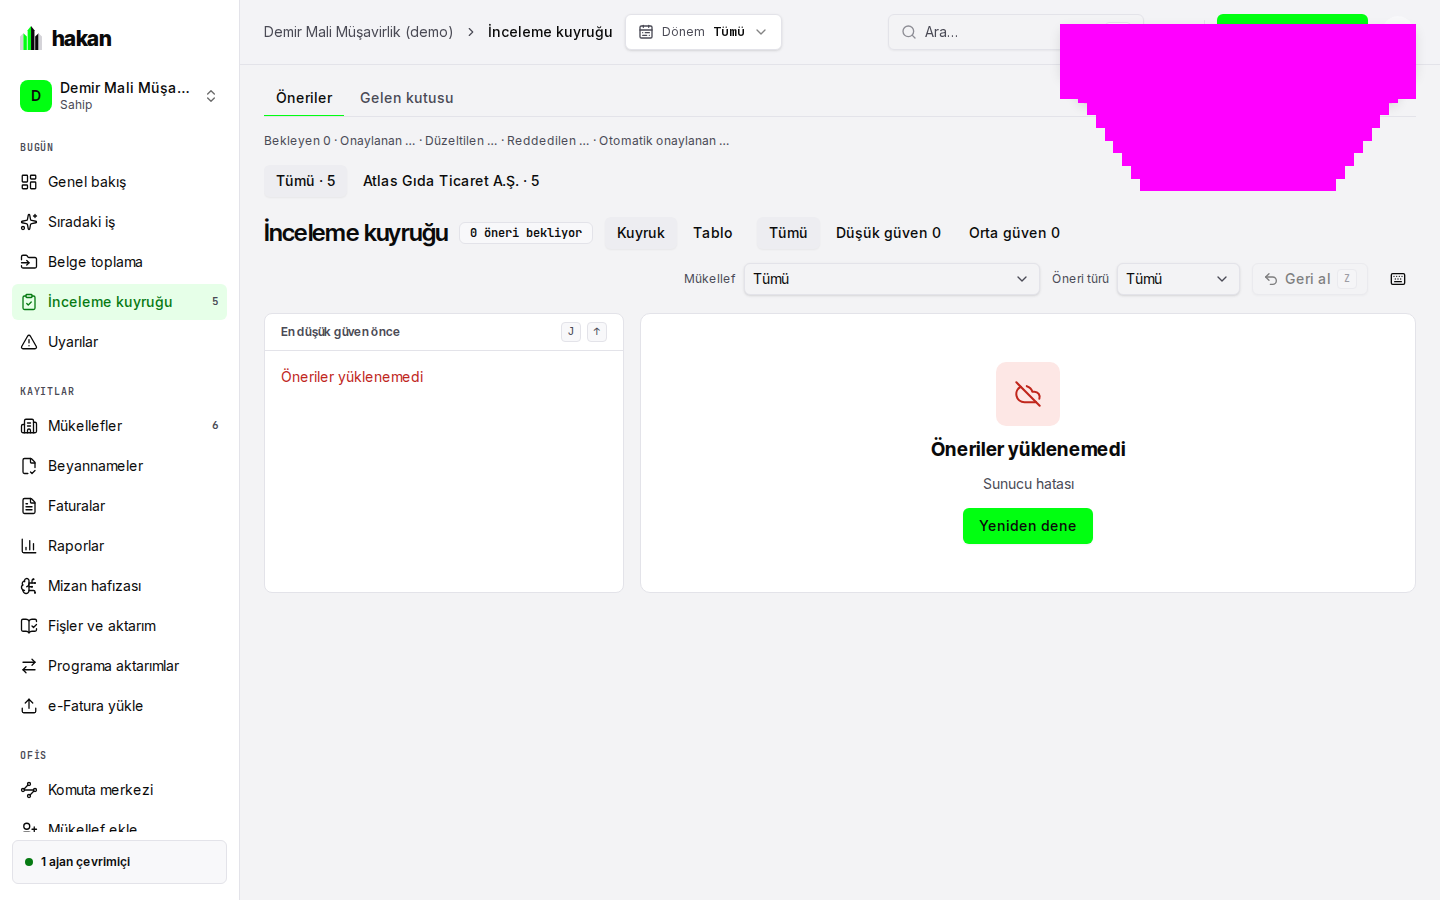 hakan
Demir Mali Müşa...
Sahip
BUGÜN
Genel bakış
Sıradaki iş
Belge toplama
İnceleme kuyruğu 5
Uyarılar
KAYITLAR
Mükellefler 6
Beyannameler
Faturalar
Raporlar
Mizan hafızası
Fişler ve aktarım
Programa aktarımlar
e-Fatura yükle
OFİS
Komuta merkezi
Mükellef ekle
1 ajan çevrimiçi
Demir Mali Müşavirlik (demo) > İnceleme kuyruğu Dönem Tümü Ara...
Öneriler Gelen kutusu
Bekleyen 0 · Onaylanan ... · Düzeltilen ... · Reddedilen ... · Otomatik onaylanan ...
Tümü · 5 Atlas Gıda Ticaret A.Ş. · 5
İnceleme kuyruğu 0 öneri bekliyor Kuyruk Tablo Tümü Düşük güven 0 Orta güven 0
Mükellef Tümü Öneri türü Tümü Geri al Z
En düşük güven önce J ↑
Öneriler yüklenemedi
Öneriler yüklenemedi
Sunucu hatası
Yeniden dene